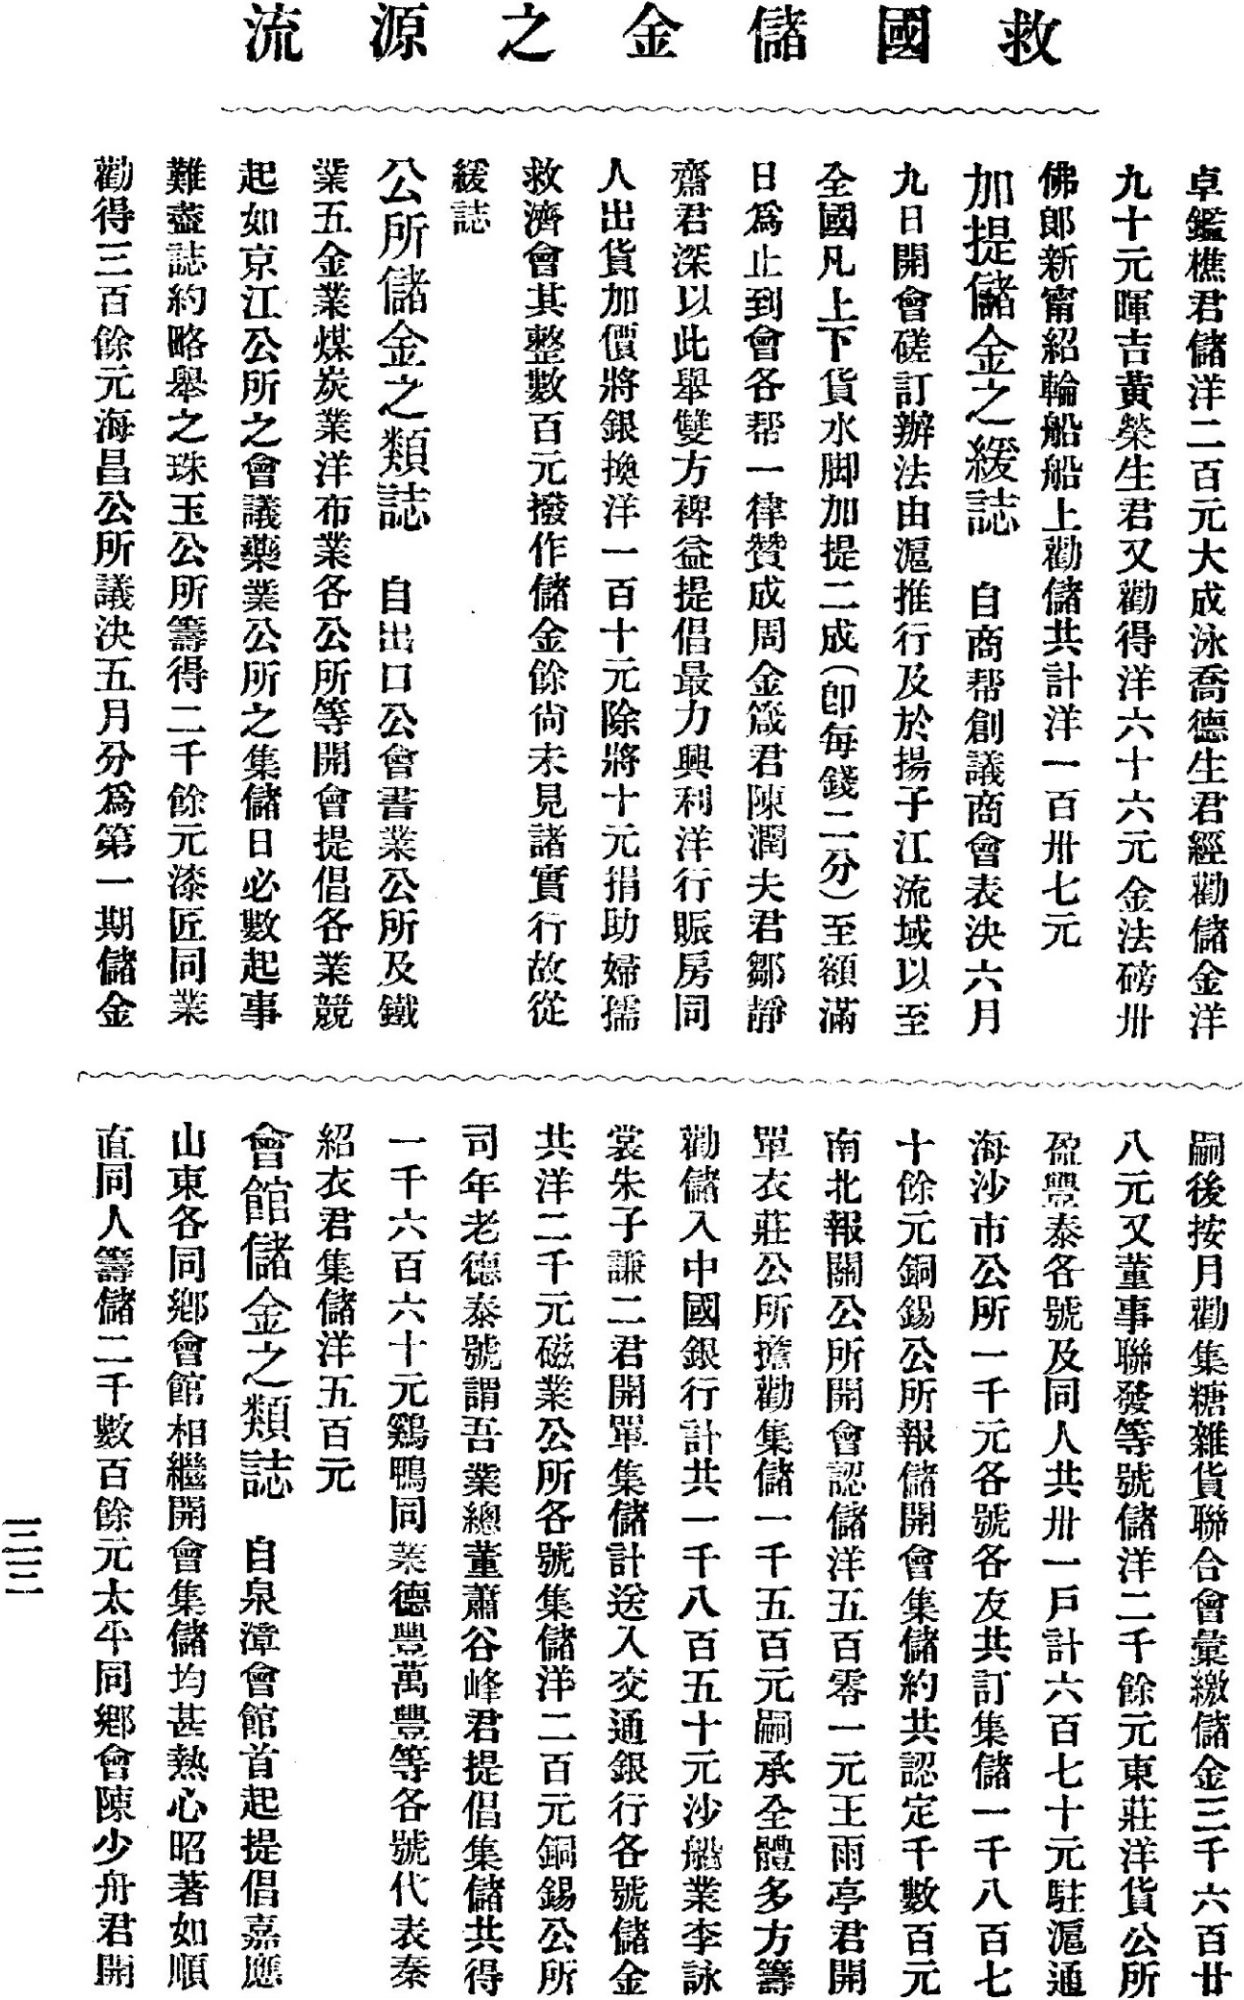 救國儲金之源流
卓鑑樵君儲洋二百元大成泳喬德生君經勸儲金洋
九十元暉吉黃榮生君又勸得洋六十六元金法磅卅
佛郎新甯紹輪船船上勸儲共計洋一百卅七元
加提儲金之緩誌　自商帮創議商會表決六月
九日開會磋訂辦法由滬推行及於揚子江流域以至
全國凡上下貨水脚加提二成(卽每錢二分)至額滿
日爲止到會各帮一律贊成周金箴君陳潤夫君鄒靜
齋君深以此舉雙方裨益提倡最力興利洋行賬房同
人出貨加價將銀換洋一百十元除將十元捐助婦孺
救濟會其整數百元撥作儲金餘尙未見諸實行故從
緩誌
公所儲金之類誌　自出口公會書業公所及鐵
業五金業煤炭業洋布業各公所等開會提倡各業競
起如京江公所之會議藥業公所之集儲日必數起事
難盡誌約略舉之珠玉公所籌得二千餘元漆匠同業
勸得三百餘元海昌公所議決五月分爲第一期儲金
嗣後按月勸集糖雜貨聯合會彙繳儲金三千六百廿
八元又董事聯發等號儲洋二千餘元東莊洋貨公所
盈豐泰各號及同人共卅一戶計六百七十元駐滬通
海沙市公所一千元各號各友共訂集儲一千八百七
十餘元銅錫公所報儲開會集儲約共認定千數百元
南北報關公所開會認儲洋五百零一元王雨亭君開
單衣莊公所擔勸集儲一千五百元嗣承全體多方籌
勸儲入中國銀行計共一千八百五十元沙船業李詠
裳朱子謙二君開單集儲計送入交通銀行各號儲金
共洋二千元磁業公所各號集儲洋二百元銅錫公所
司年老德泰號謂吾業總董蕭谷峰君提倡集儲共得
一千六百六十元鷄鴨同業德豐萬豐等各號代表秦
紹衣君集儲洋五百元
會館儲金之類誌　自泉漳會館首起提倡嘉應
山東各同鄉會館相繼開會集儲均甚熱心昭著如順
直同人籌儲二千數百餘元太平同鄉會陳少舟君開
三三